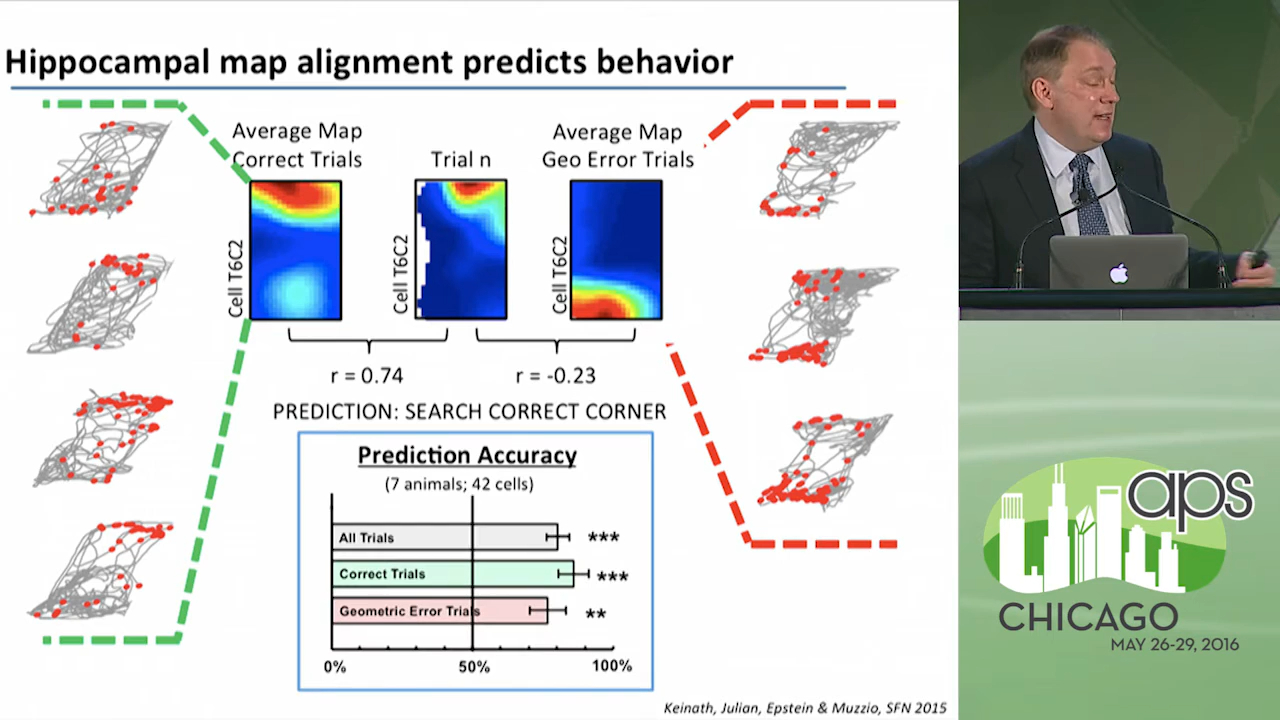 Hippocampal map alignment predicts behavior
Average Map
Correct Trials
Trial n
Average Map
Geo Error Trials
Cell T6C2
Cell T6C2
Cell T6C2
r = 0.74
r = -0.23
PREDICTION: SEARCH CORRECT CORNER
Prediction Accuracy
(7 animals; 42 cells)
All Trials
***
Correct Trials
***
Geometric Error Trials
**
0%
50%
100%
Keinath, Julian, Epstein & Muzzio, SFN 2015
aps
CHICAGO
MAY 26-29, 2016